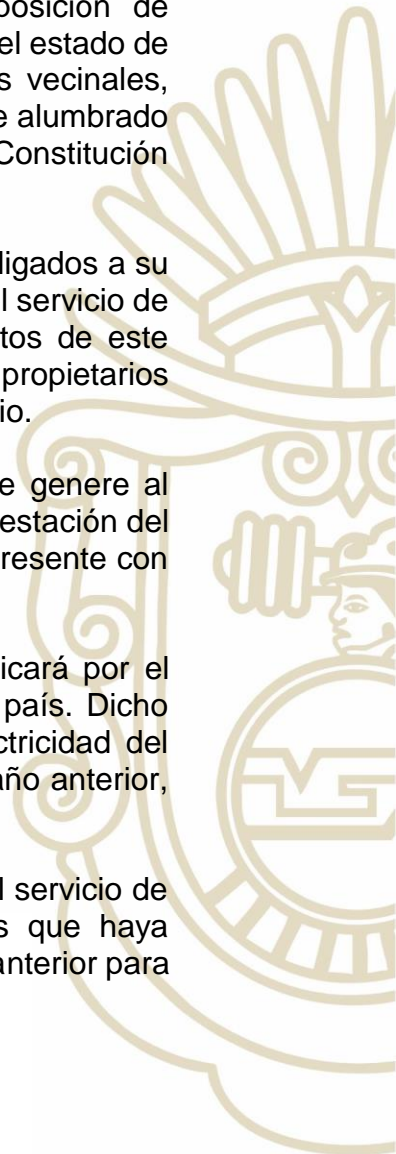 posición de
el estado de
s vecinales,
e alumbrado
Constitución
ligados a su
l servicio de
tos de este
propietarios
io.
e genere al
estación del
resente con
icará por el
país. Dicho
ctricidad del
año anterior,
l servicio de
s que haya
anterior para